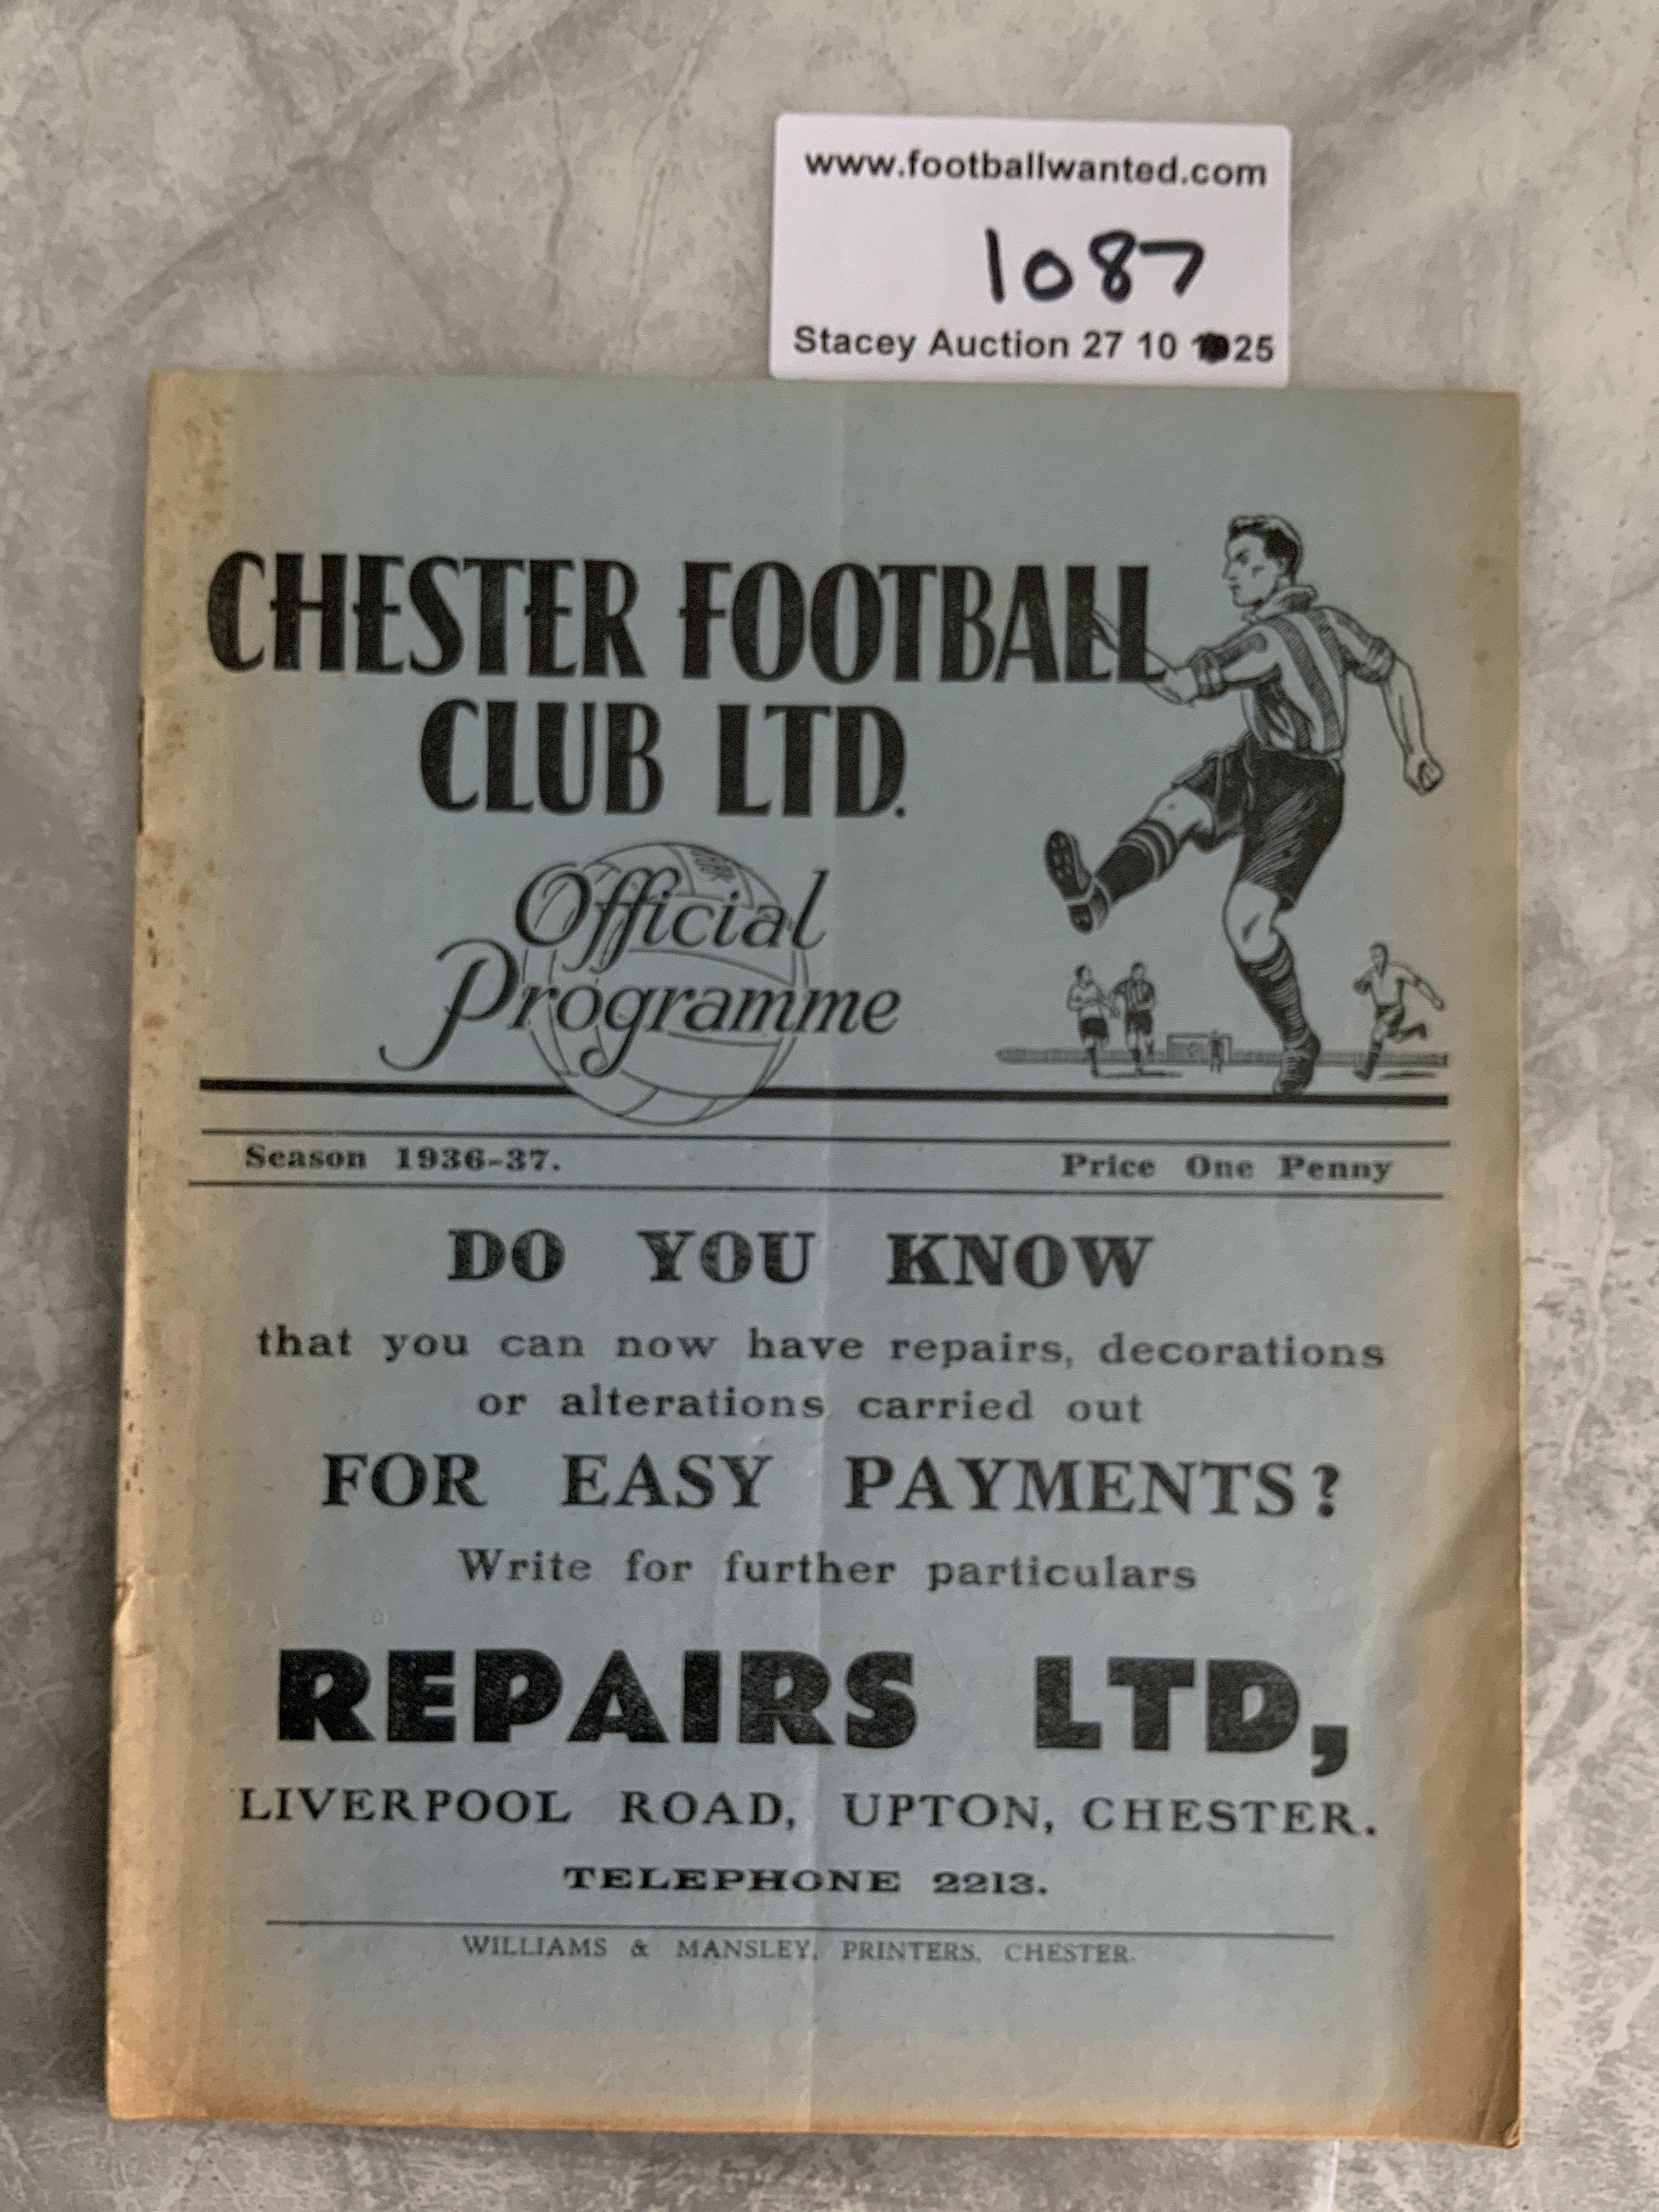 www.footballwanted.com
1087
Stacey Auction 27 10 25
CHESTER FOOTBALL
CLUB LTD.
Official
Programme
Season 1936-37. Price One Penny
DO YOU KNOW
that you can now have repairs, decorations
or alterations carried out
FOR EASY PAYMENTS?
Write for further particulars
REPAIRS LTD,
LIVERPOOL ROAD, UPTON, CHESTER.
TELEPHONE 2213.
WILLIAMS & MANSLEY, PRINTERS, CHESTER.